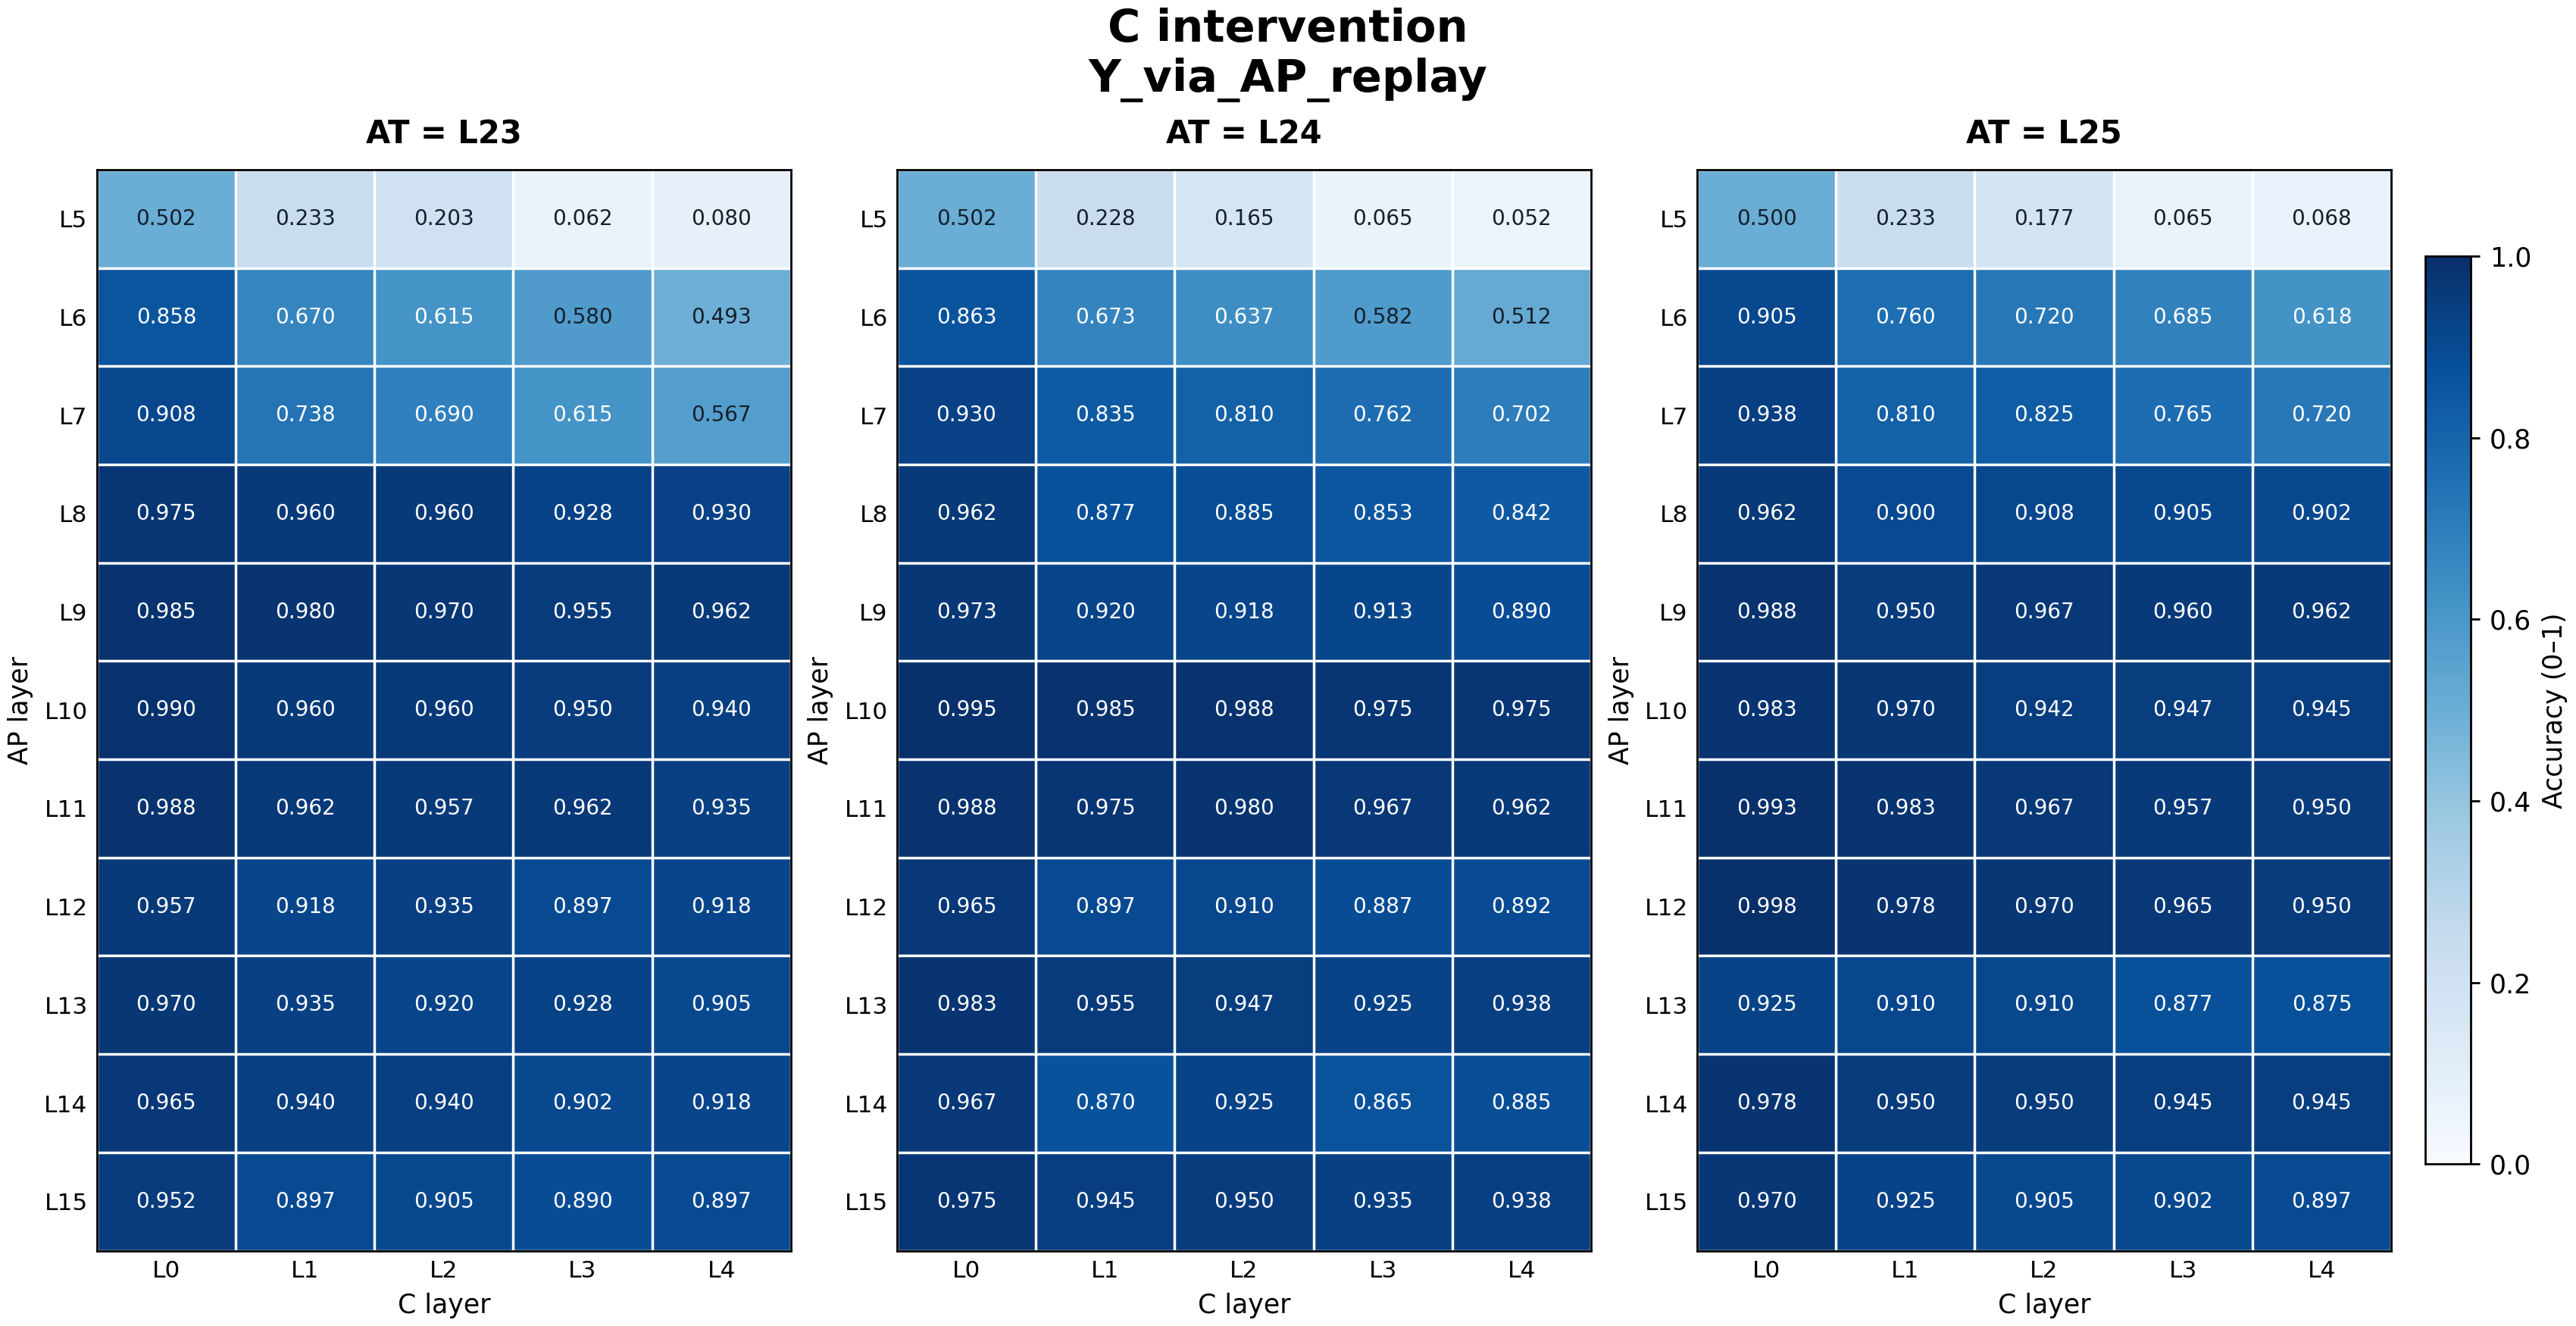 C intervention
Y_via_AP_replay
AT = L23
AP layer
L5 0.502 0.233 0.203 0.062 0.080
L6 0.858 0.670 0.615 0.580 0.493
L7 0.908 0.738 0.690 0.615 0.567
L8 0.975 0.960 0.960 0.928 0.930
L9 0.985 0.980 0.970 0.955 0.962
L10 0.990 0.960 0.960 0.950 0.940
L11 0.988 0.962 0.957 0.962 0.935
L12 0.957 0.918 0.935 0.897 0.918
L13 0.970 0.935 0.920 0.928 0.905
L14 0.965 0.940 0.940 0.902 0.918
L15 0.952 0.897 0.905 0.890 0.897
L0 L1 L2 L3 L4
C layer
AT = L24
AP layer
L5 0.502 0.228 0.165 0.065 0.052
L6 0.863 0.673 0.637 0.582 0.512
L7 0.930 0.835 0.810 0.762 0.702
L8 0.962 0.877 0.885 0.853 0.842
L9 0.973 0.920 0.918 0.913 0.890
L10 0.995 0.985 0.988 0.975 0.975
L11 0.988 0.975 0.980 0.967 0.962
L12 0.965 0.897 0.910 0.887 0.892
L13 0.983 0.955 0.947 0.925 0.938
L14 0.967 0.870 0.925 0.865 0.885
L15 0.975 0.945 0.950 0.935 0.938
L0 L1 L2 L3 L4
C layer
AT = L25
AP layer
L5 0.500 0.233 0.177 0.065 0.068
L6 0.905 0.760 0.720 0.685 0.618
L7 0.938 0.810 0.825 0.765 0.720
L8 0.962 0.900 0.908 0.905 0.902
L9 0.988 0.950 0.967 0.960 0.962
L10 0.983 0.970 0.942 0.947 0.945
L11 0.993 0.983 0.967 0.957 0.950
L12 0.998 0.978 0.970 0.965 0.950
L13 0.925 0.910 0.910 0.877 0.875
L14 0.978 0.950 0.950 0.945 0.945
L15 0.970 0.925 0.905 0.902 0.897
L0 L1 L2 L3 L4
C layer
1.0
0.8
0.6
0.4
0.2
0.0
Accuracy (0–1)